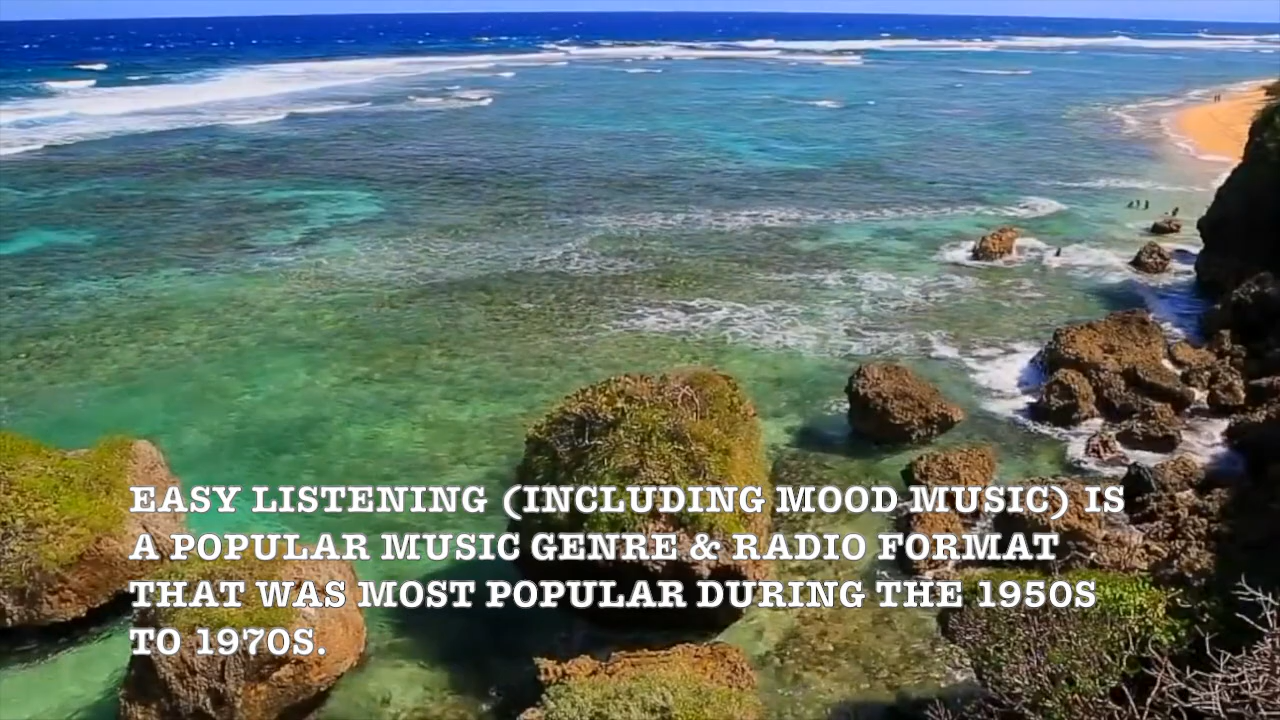 EASY LISTENING (INCLUDING MOOD MUSIC) IS
A POPULAR MUSIC GENRE & RADIO FORMAT
THAT WAS MOST POPULAR DURING THE 1950S
TO 1970S.